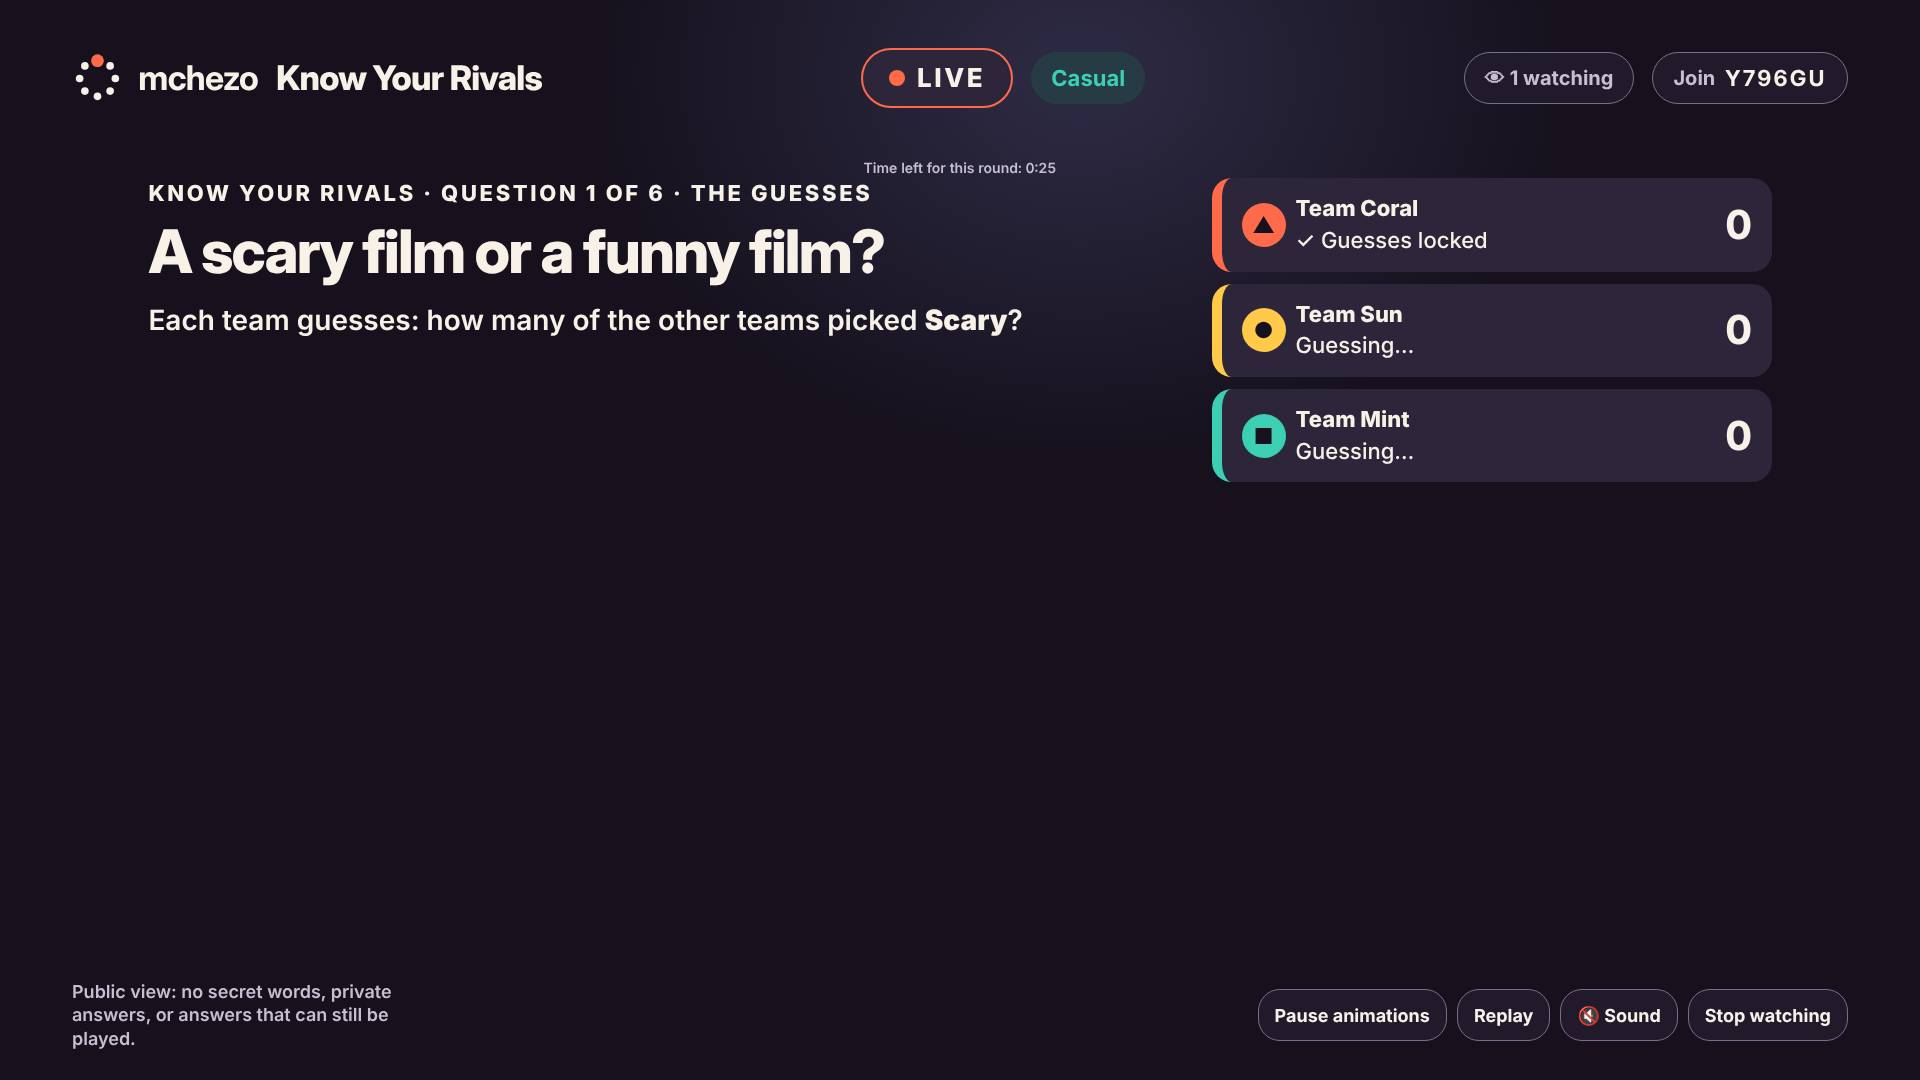 mchezo Know Your Rivals
LIVE
Casual
1 watching
Join Y796GU
Time left for this round: 0:25
KNOW YOUR RIVALS · QUESTION 1 OF 6 · THE GUESSES
A scary film or a funny film?
Each team guesses: how many of the other teams picked Scary?
Team Coral
✓ Guesses locked
0
Team Sun
Guessing...
0
Team Mint
Guessing...
0
Public view: no secret words, private
answers, or answers that can still be
played.
Pause animations
Replay
Sound
Stop watching